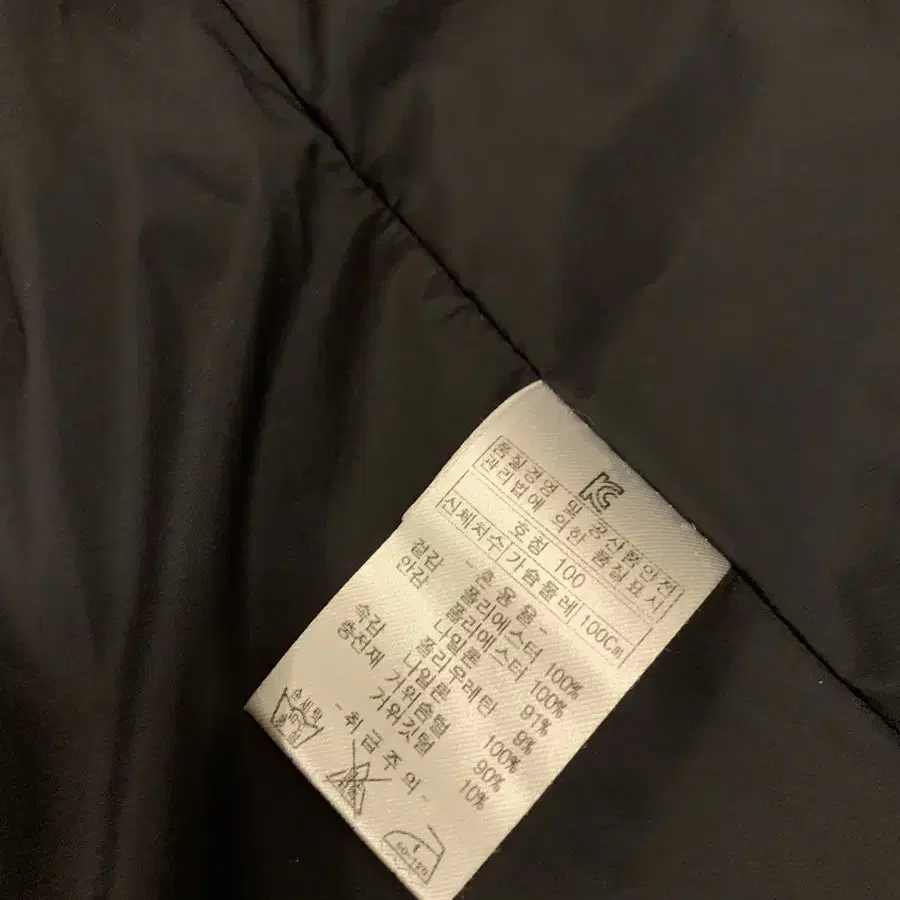 KC
품질경영 및 공산품안전
관리법에 의한 품질표시
호칭 100
신체치수 가슴둘레 100Cm
- 혼 용 율 -
겉감 폴리에스터 100%
안감 폴리에스터 100%
나일론 91%
폴리우레탄 9%
속감 나일론 100%
충전재 거위솜털 90%
거위깃털 10%
- 취 급 주 의 -
손세탁